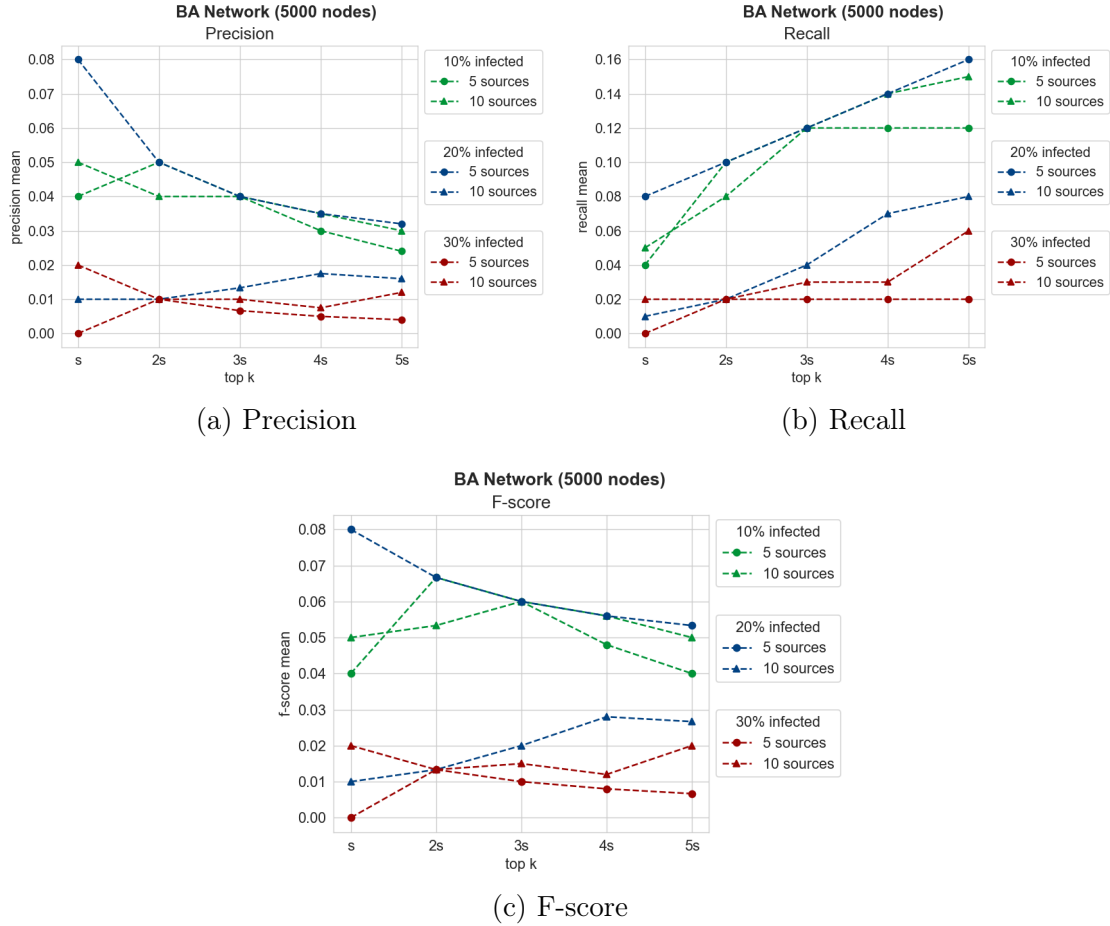 BA Network (5000 nodes)
Precision
0.08
0.07
0.06
0.05
0.04
0.03
0.02
0.01
0.00
precision mean
s 2s 3s 4s 5s
top k
10% infected
5 sources
10 sources
20% infected
5 sources
10 sources
30% infected
5 sources
10 sources
(a) Precision
BA Network (5000 nodes)
Recall
0.16
0.14
0.12
0.10
0.08
0.06
0.04
0.02
0.00
recall mean
s 2s 3s 4s 5s
top k
10% infected
5 sources
10 sources
20% infected
5 sources
10 sources
30% infected
5 sources
10 sources
(b) Recall
BA Network (5000 nodes)
F-score
0.08
0.07
0.06
0.05
0.04
0.03
0.02
0.01
0.00
f-score mean
s 2s 3s 4s 5s
top k
10% infected
5 sources
10 sources
20% infected
5 sources
10 sources
30% infected
5 sources
10 sources
(c) F-score